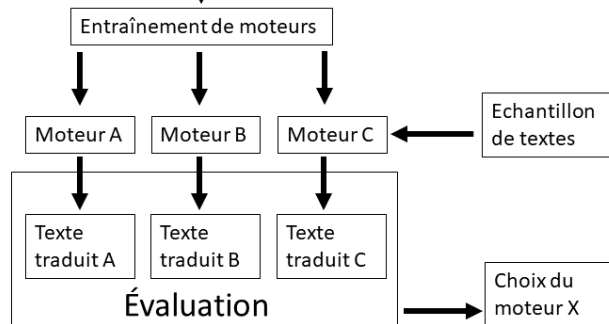 Entraînement de moteurs
Moteur A
Moteur B
Moteur C
Echantillon
de textes
Texte
traduit A
Texte
traduit B
Texte
traduit C
Évaluation
Choix du
moteur X